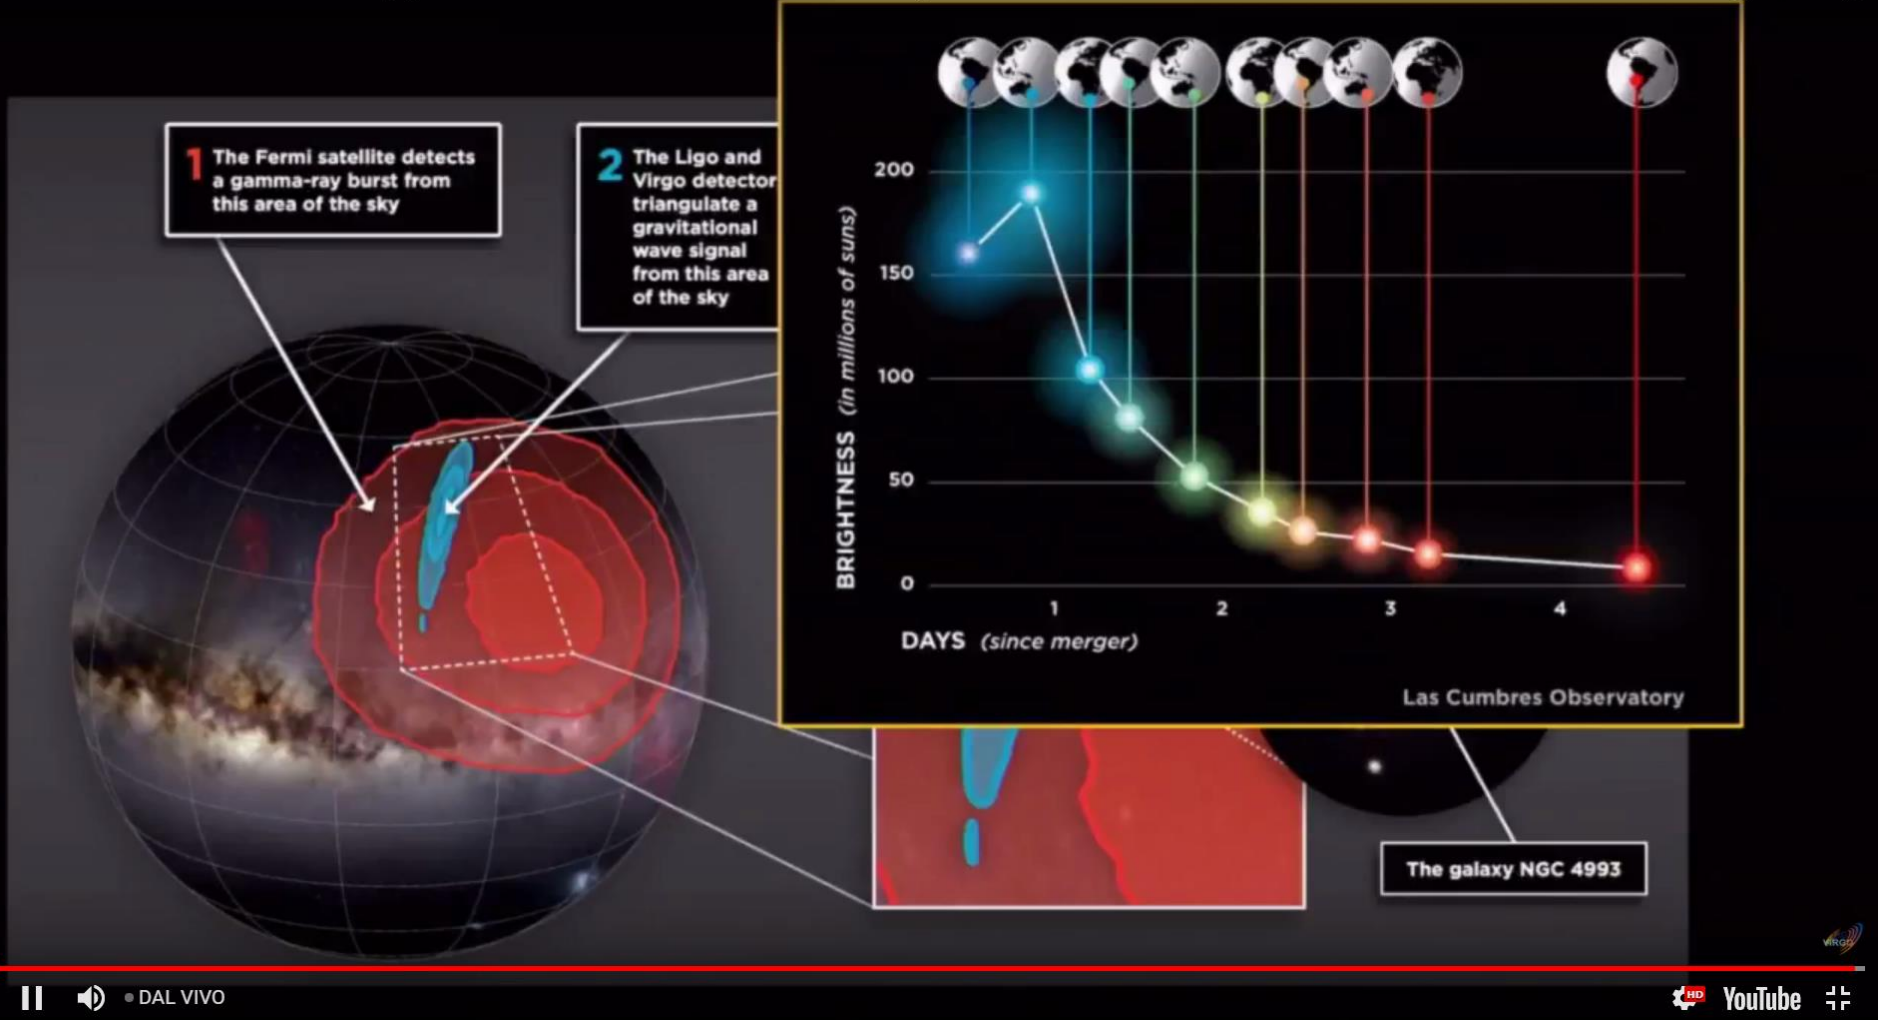 1 The Fermi satellite detects
a gamma-ray burst from
this area of the sky
2 The Ligo and
Virgo detector
triangulate a
gravitational
wave signal
from this area
of the sky
200
150
100
50
0
BRIGHTNESS (in millions of suns)
1 2 3 4
DAYS (since merger)
Las Cumbres Observatory
The galaxy NGC 4993
VIRGO
DAL VIVO
HD
YouTube